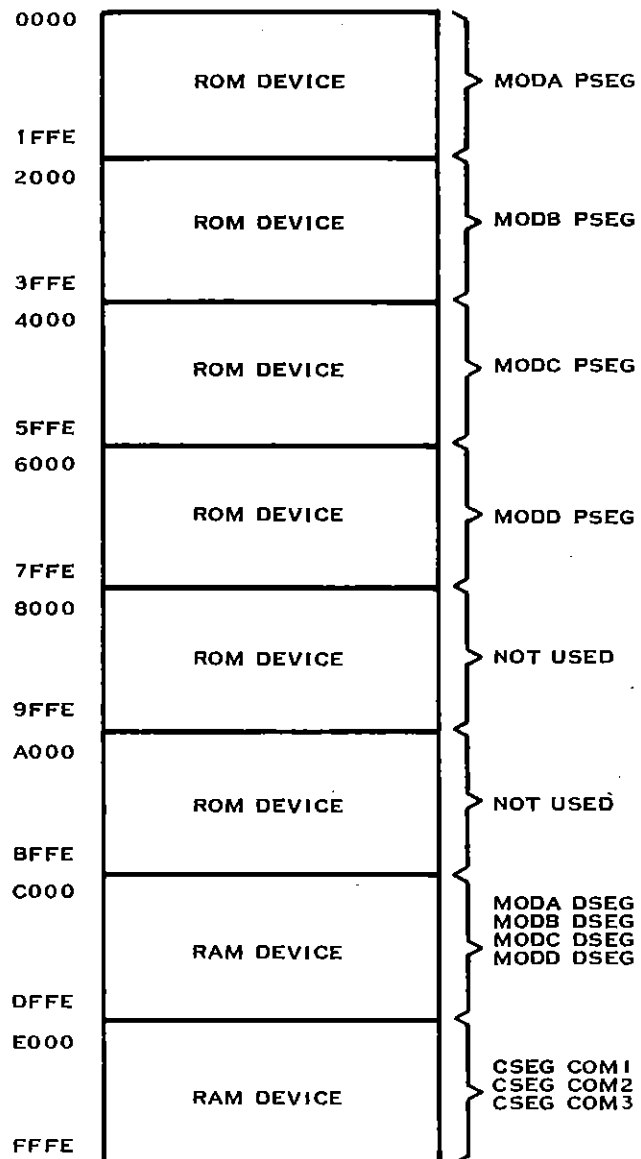 0000
ROM DEVICE
MODA PSEG
1FFE
2000
ROM DEVICE
MODB PSEG
3FFE
4000
ROM DEVICE
MODC PSEG
5FFE
6000
ROM DEVICE
MODD PSEG
7FFE
8000
ROM DEVICE
NOT USED
9FFE
A000
ROM DEVICE
NOT USED
BFFE
C000
RAM DEVICE
MODA DSEG
MODB DSEG
MODC DSEG
MODD DSEG
DFFE
E000
RAM DEVICE
CSEG COM1
CSEG COM2
CSEG COM3
FFFE